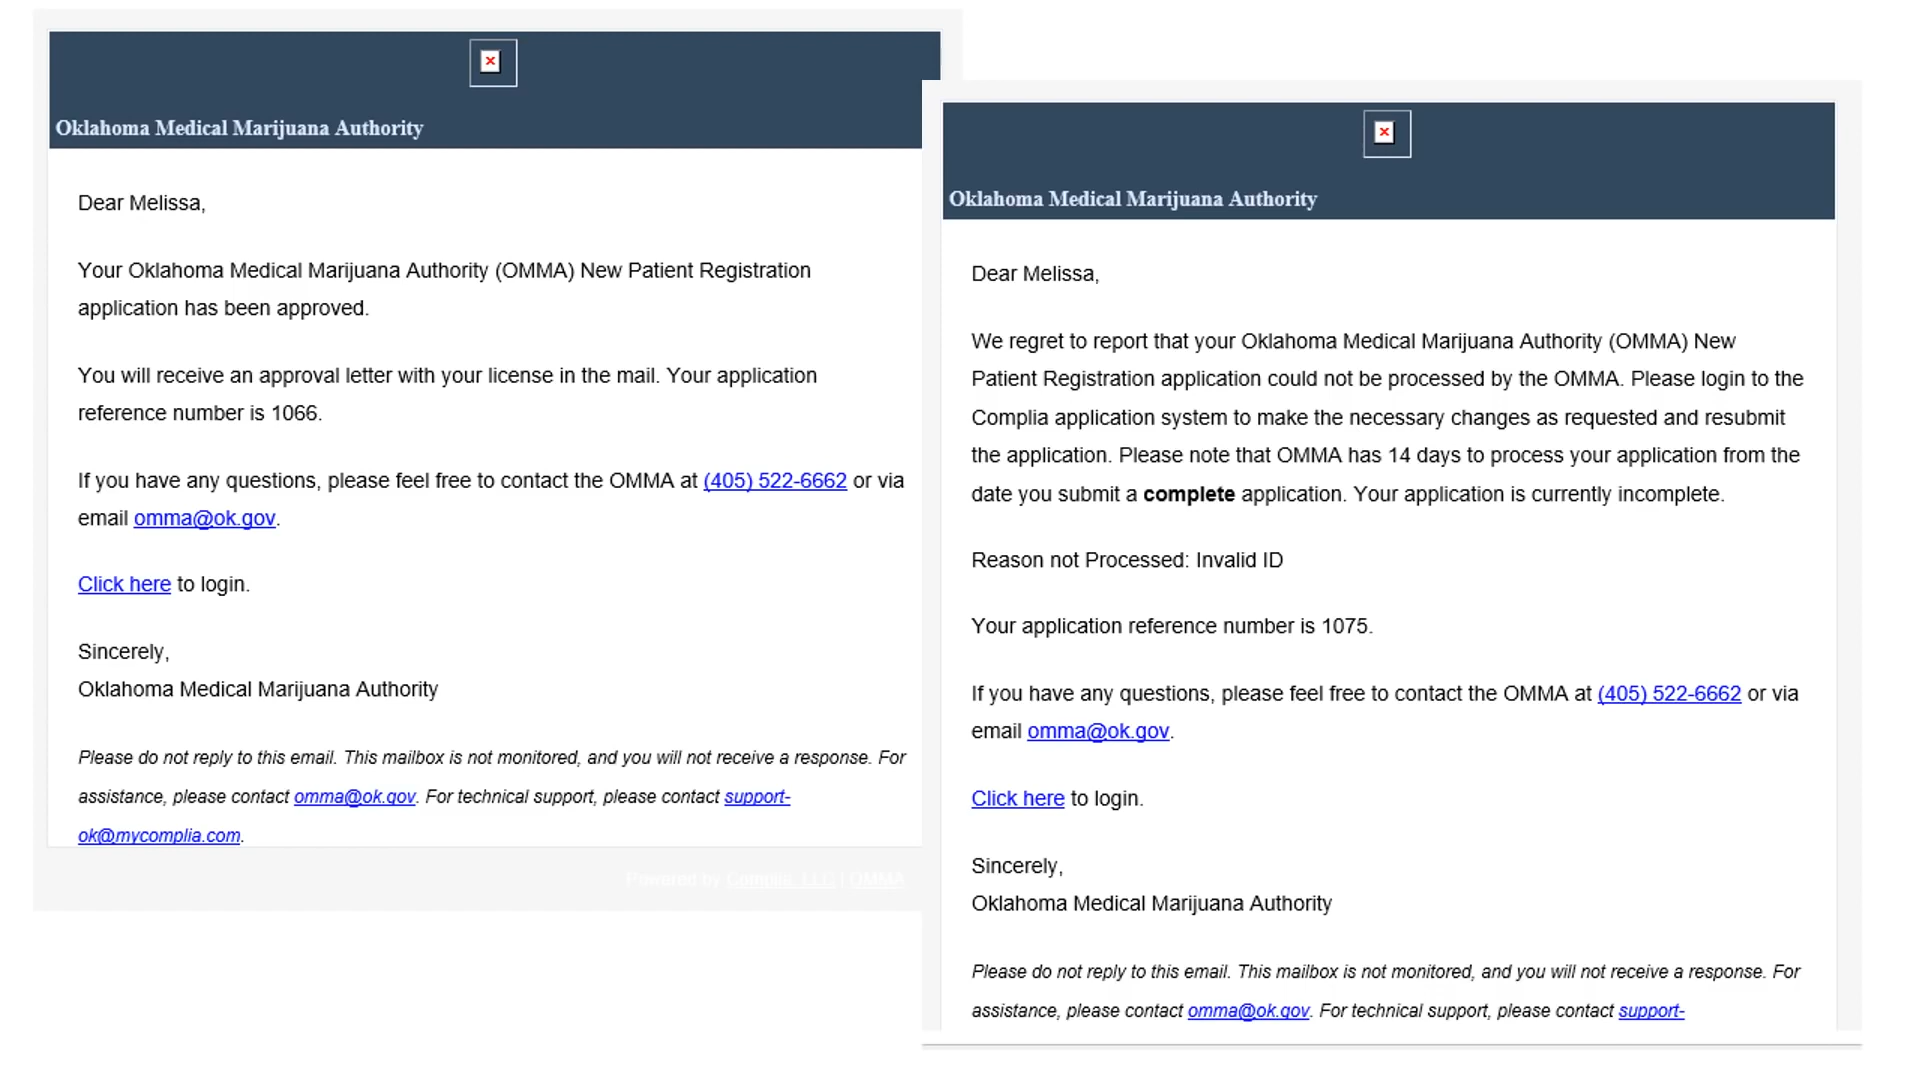 Oklahoma Medical Marijuana Authority
Dear Melissa,
Your Oklahoma Medical Marijuana Authority (OMMA) New Patient Registration
application has been approved.
You will receive an approval letter with your license in the mail. Your application
reference number is 1066.
If you have any questions, please feel free to contact the OMMA at (405) 522-6662 or via
email omma@ok.gov.
Click here to login.
Sincerely,
Oklahoma Medical Marijuana Authority
Please do not reply to this email. This mailbox is not monitored, and you will not receive a response. For
assistance, please contact omma@ok.gov. For technical support, please contact support-
ok@mycomplia.com.
Powered by Complia, LLC | OMMA
Oklahoma Medical Marijuana Authority
Dear Melissa,
We regret to report that your Oklahoma Medical Marijuana Authority (OMMA) New
Patient Registration application could not be processed by the OMMA. Please login to the
Complia application system to make the necessary changes as requested and resubmit
the application. Please note that OMMA has 14 days to process your application from the
date you submit a complete application. Your application is currently incomplete.
Reason not Processed: Invalid ID
Your application reference number is 1075.
If you have any questions, please feel free to contact the OMMA at (405) 522-6662 or via
email omma@ok.gov.
Click here to login.
Sincerely,
Oklahoma Medical Marijuana Authority
Please do not reply to this email. This mailbox is not monitored, and you will not receive a response. For
assistance, please contact omma@ok.gov. For technical support, please contact support-